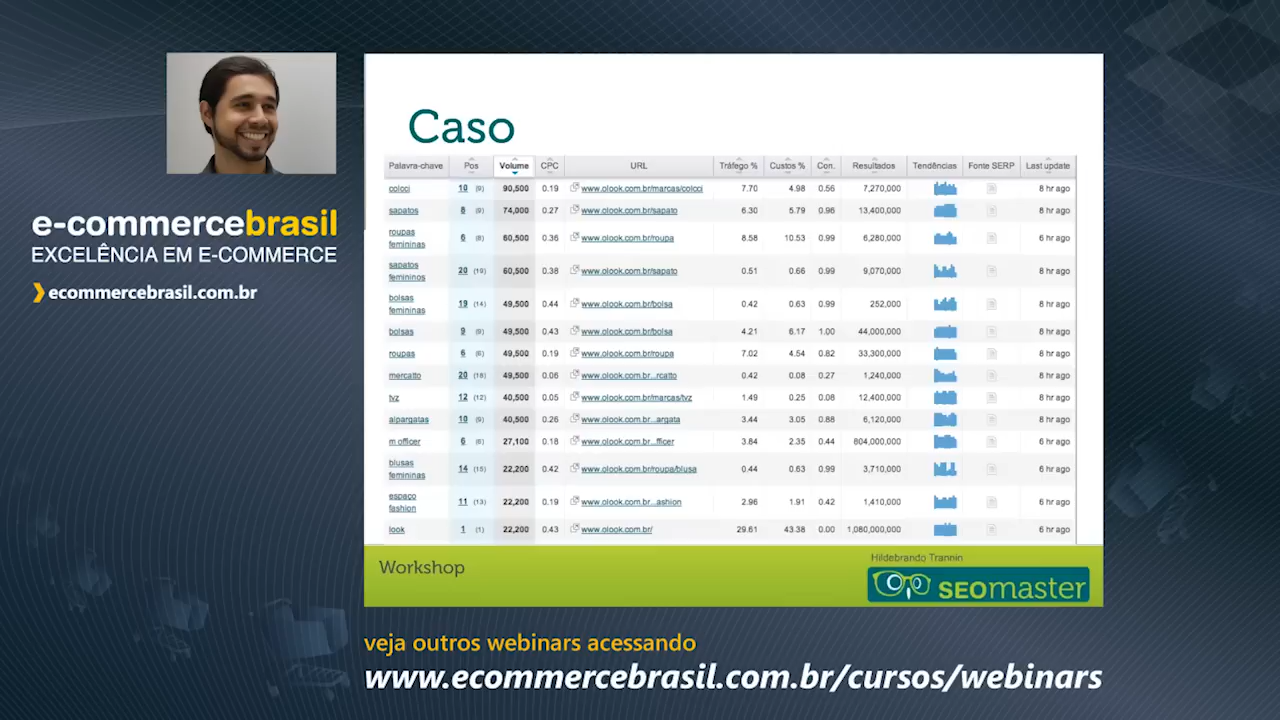 e-commercebrasil
EXCELÊNCIA EM E-COMMERCE
ecommercebrasil.com.br
Caso
Palavra-chave Pos Volume CPC URL Tráfego % Custos % Con. Resultados Tendências Fonte SERP Last update
colcci 10 (9) 90,500 0.19 www.olook.com.br/marcas/colcci 7.70 4.98 0.56 7,270,000 8 hr ago
sapatos 8 (9) 74,000 0.27 www.olook.com.br/sapato 6.30 5.79 0.96 13,400,000 8 hr ago
roupas
femininas 6 (8) 60,500 0.36 www.olook.com.br/roupa 8.58 10.53 0.99 6,280,000 6 hr ago
sapatos
femininos 20 (19) 60,500 0.38 www.olook.com.br/sapato 0.51 0.66 0.99 9,070,000 8 hr ago
bolsas
femininas 19 (14) 49,500 0.44 www.olook.com.br/bolsa 0.42 0.63 0.99 252,000 8 hr ago
bolsas 9 (9) 49,500 0.43 www.olook.com.br/bolsa 4.21 6.17 1.00 44,000,000 8 hr ago
roupas 6 (6) 49,500 0.19 www.olook.com.br/roupa 7.02 4.54 0.82 33,300,000 8 hr ago
mercatto 20 (18) 49,500 0.06 www.olook.com.br...rcatto 0.42 0.08 0.27 1,240,000 8 hr ago
tvz 12 (12) 40,500 0.05 www.olook.com.br/marcas/tvz 1.49 0.25 0.08 12,400,000 8 hr ago
alpargatas 10 (9) 40,500 0.26 www.olook.com.br...argata 3.44 3.05 0.88 6,120,000 8 hr ago
m officer 6 (6) 27,100 0.18 www.olook.com.br...fficer 3.84 2.35 0.44 804,000,000 6 hr ago
blusas
femininas 14 (15) 22,200 0.42 www.olook.com.br/roupa/blusa 0.44 0.63 0.99 3,710,000 8 hr ago
espaço
fashion 11 (13) 22,200 0.19 www.olook.com.br...ashion 2.96 1.91 0.42 1,410,000 6 hr ago
look 1 (1) 22,200 0.43 www.olook.com.br/ 29.61 43.38 0.00 1,080,000,000 6 hr ago
Workshop
Hildebrando Trannin
SEOmaster
veja outros webinars acessando
www.ecommercebrasil.com.br/cursos/webinars